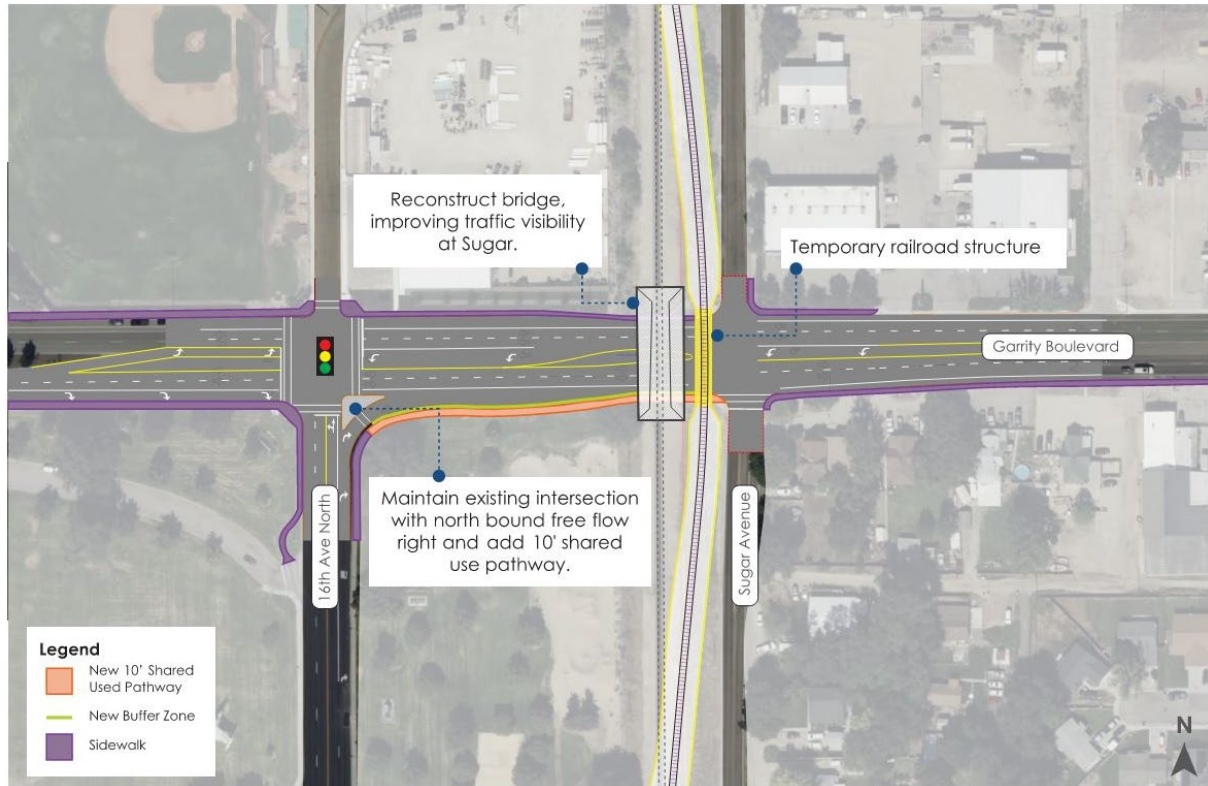 Reconstruct bridge,
improving traffic visibility
at Sugar.
Temporary railroad structure
Garrity Boulevard
Maintain existing intersection
with north bound free flow
right and add 10' shared
use pathway.
16th Ave North
Sugar Avenue
Legend
New 10' Shared
Used Pathway
New Buffer Zone
Sidewalk
N